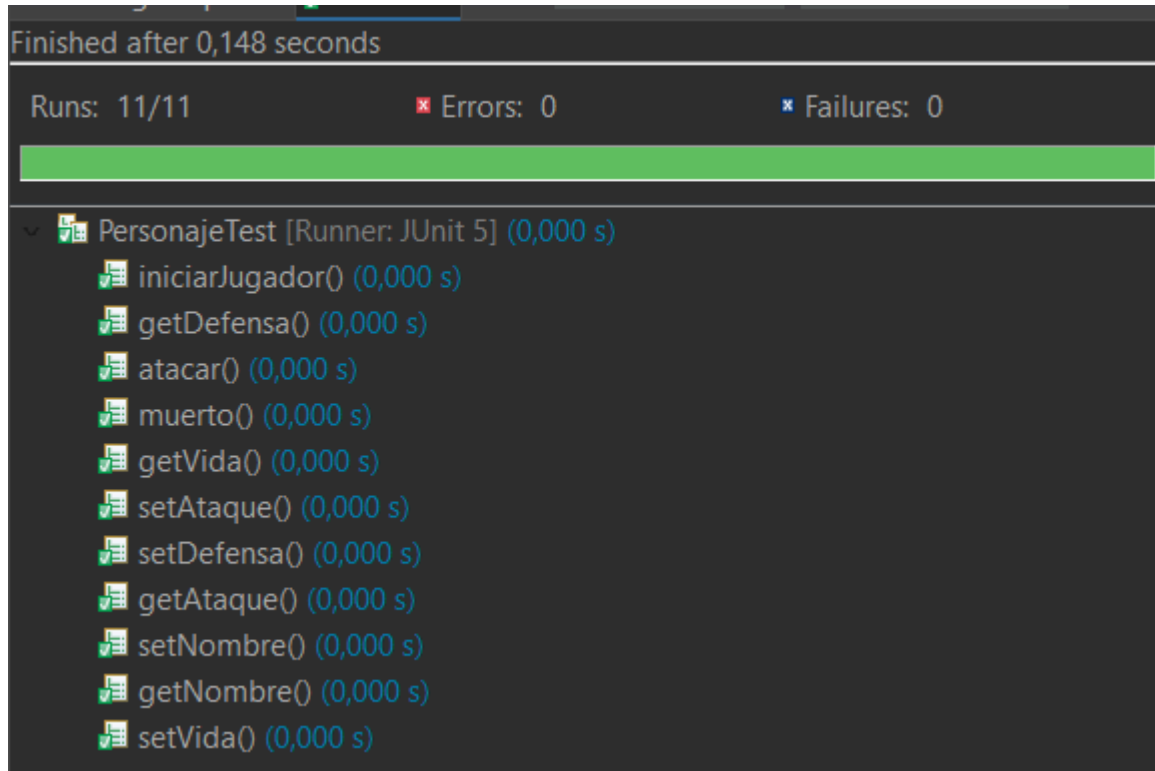 Finished after 0,148 seconds
Runs: 11/11 Errors: 0 Failures: 0
PersonajeTest [Runner: JUnit 5] (0,000 s)
iniciarJugador() (0,000 s)
getDefensa() (0,000 s)
atacar() (0,000 s)
muerto() (0,000 s)
getVida() (0,000 s)
setAtaque() (0,000 s)
setDefensa() (0,000 s)
getAtaque() (0,000 s)
setNombre() (0,000 s)
getNombre() (0,000 s)
setVida() (0,000 s)